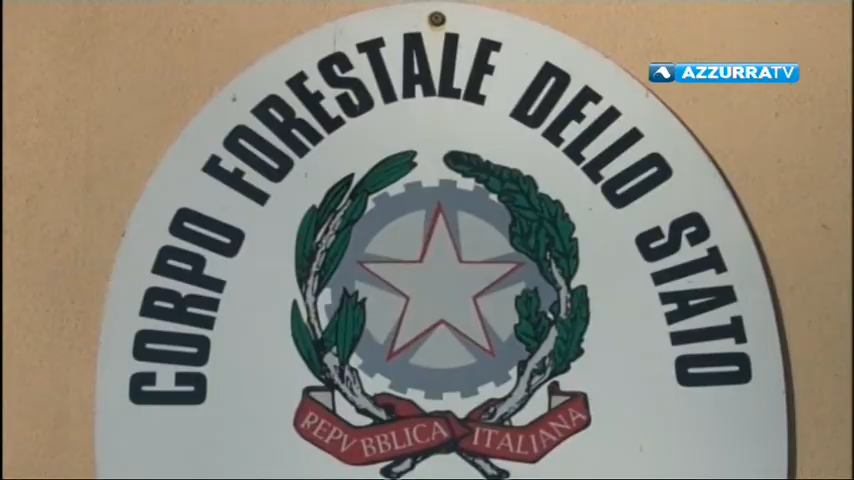 AZZURRATV
CORPO FORESTALE DELLO STATO
REPVBBLICA ITALIANA